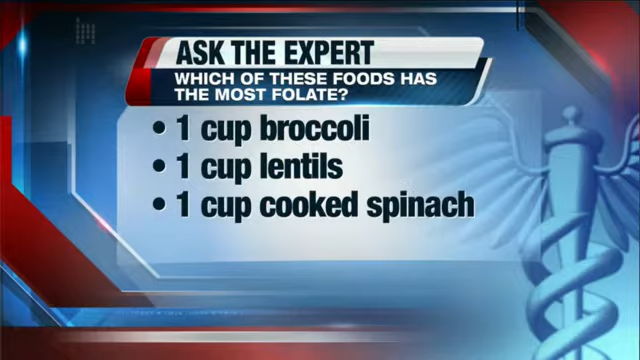 ASK THE EXPERT
WHICH OF THESE FOODS HAS
THE MOST FOLATE?
• 1 cup broccoli
• 1 cup lentils
• 1 cup cooked spinach